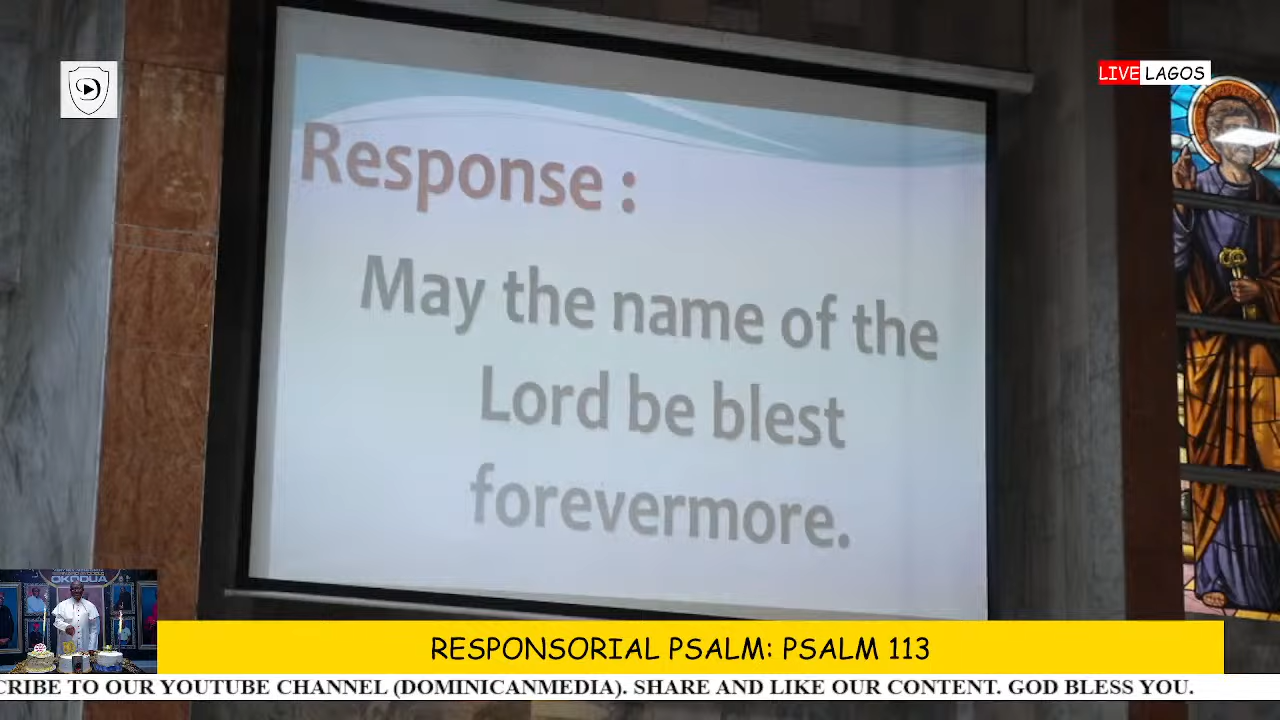 LIVE LAGOS
Response :
May the name of the
Lord be blest
forevermore.
OKODUA
RESPONSORIAL PSALM: PSALM 113
CRIBE TO OUR YOUTUBE CHANNEL (DOMINICANMEDIA). SHARE AND LIKE OUR CONTENT. GOD BLESS YOU.